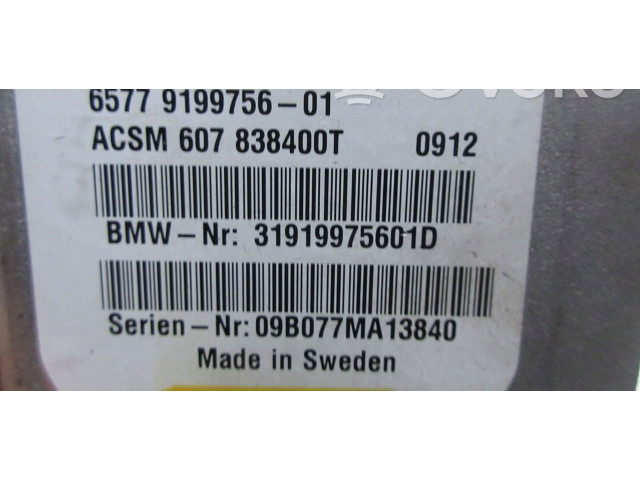 6577 9199756-01
ACSM 607 838400T 0912
BMW-Nr: 31919975601D
Serien-Nr: 09B077MA13840
Made in Sweden